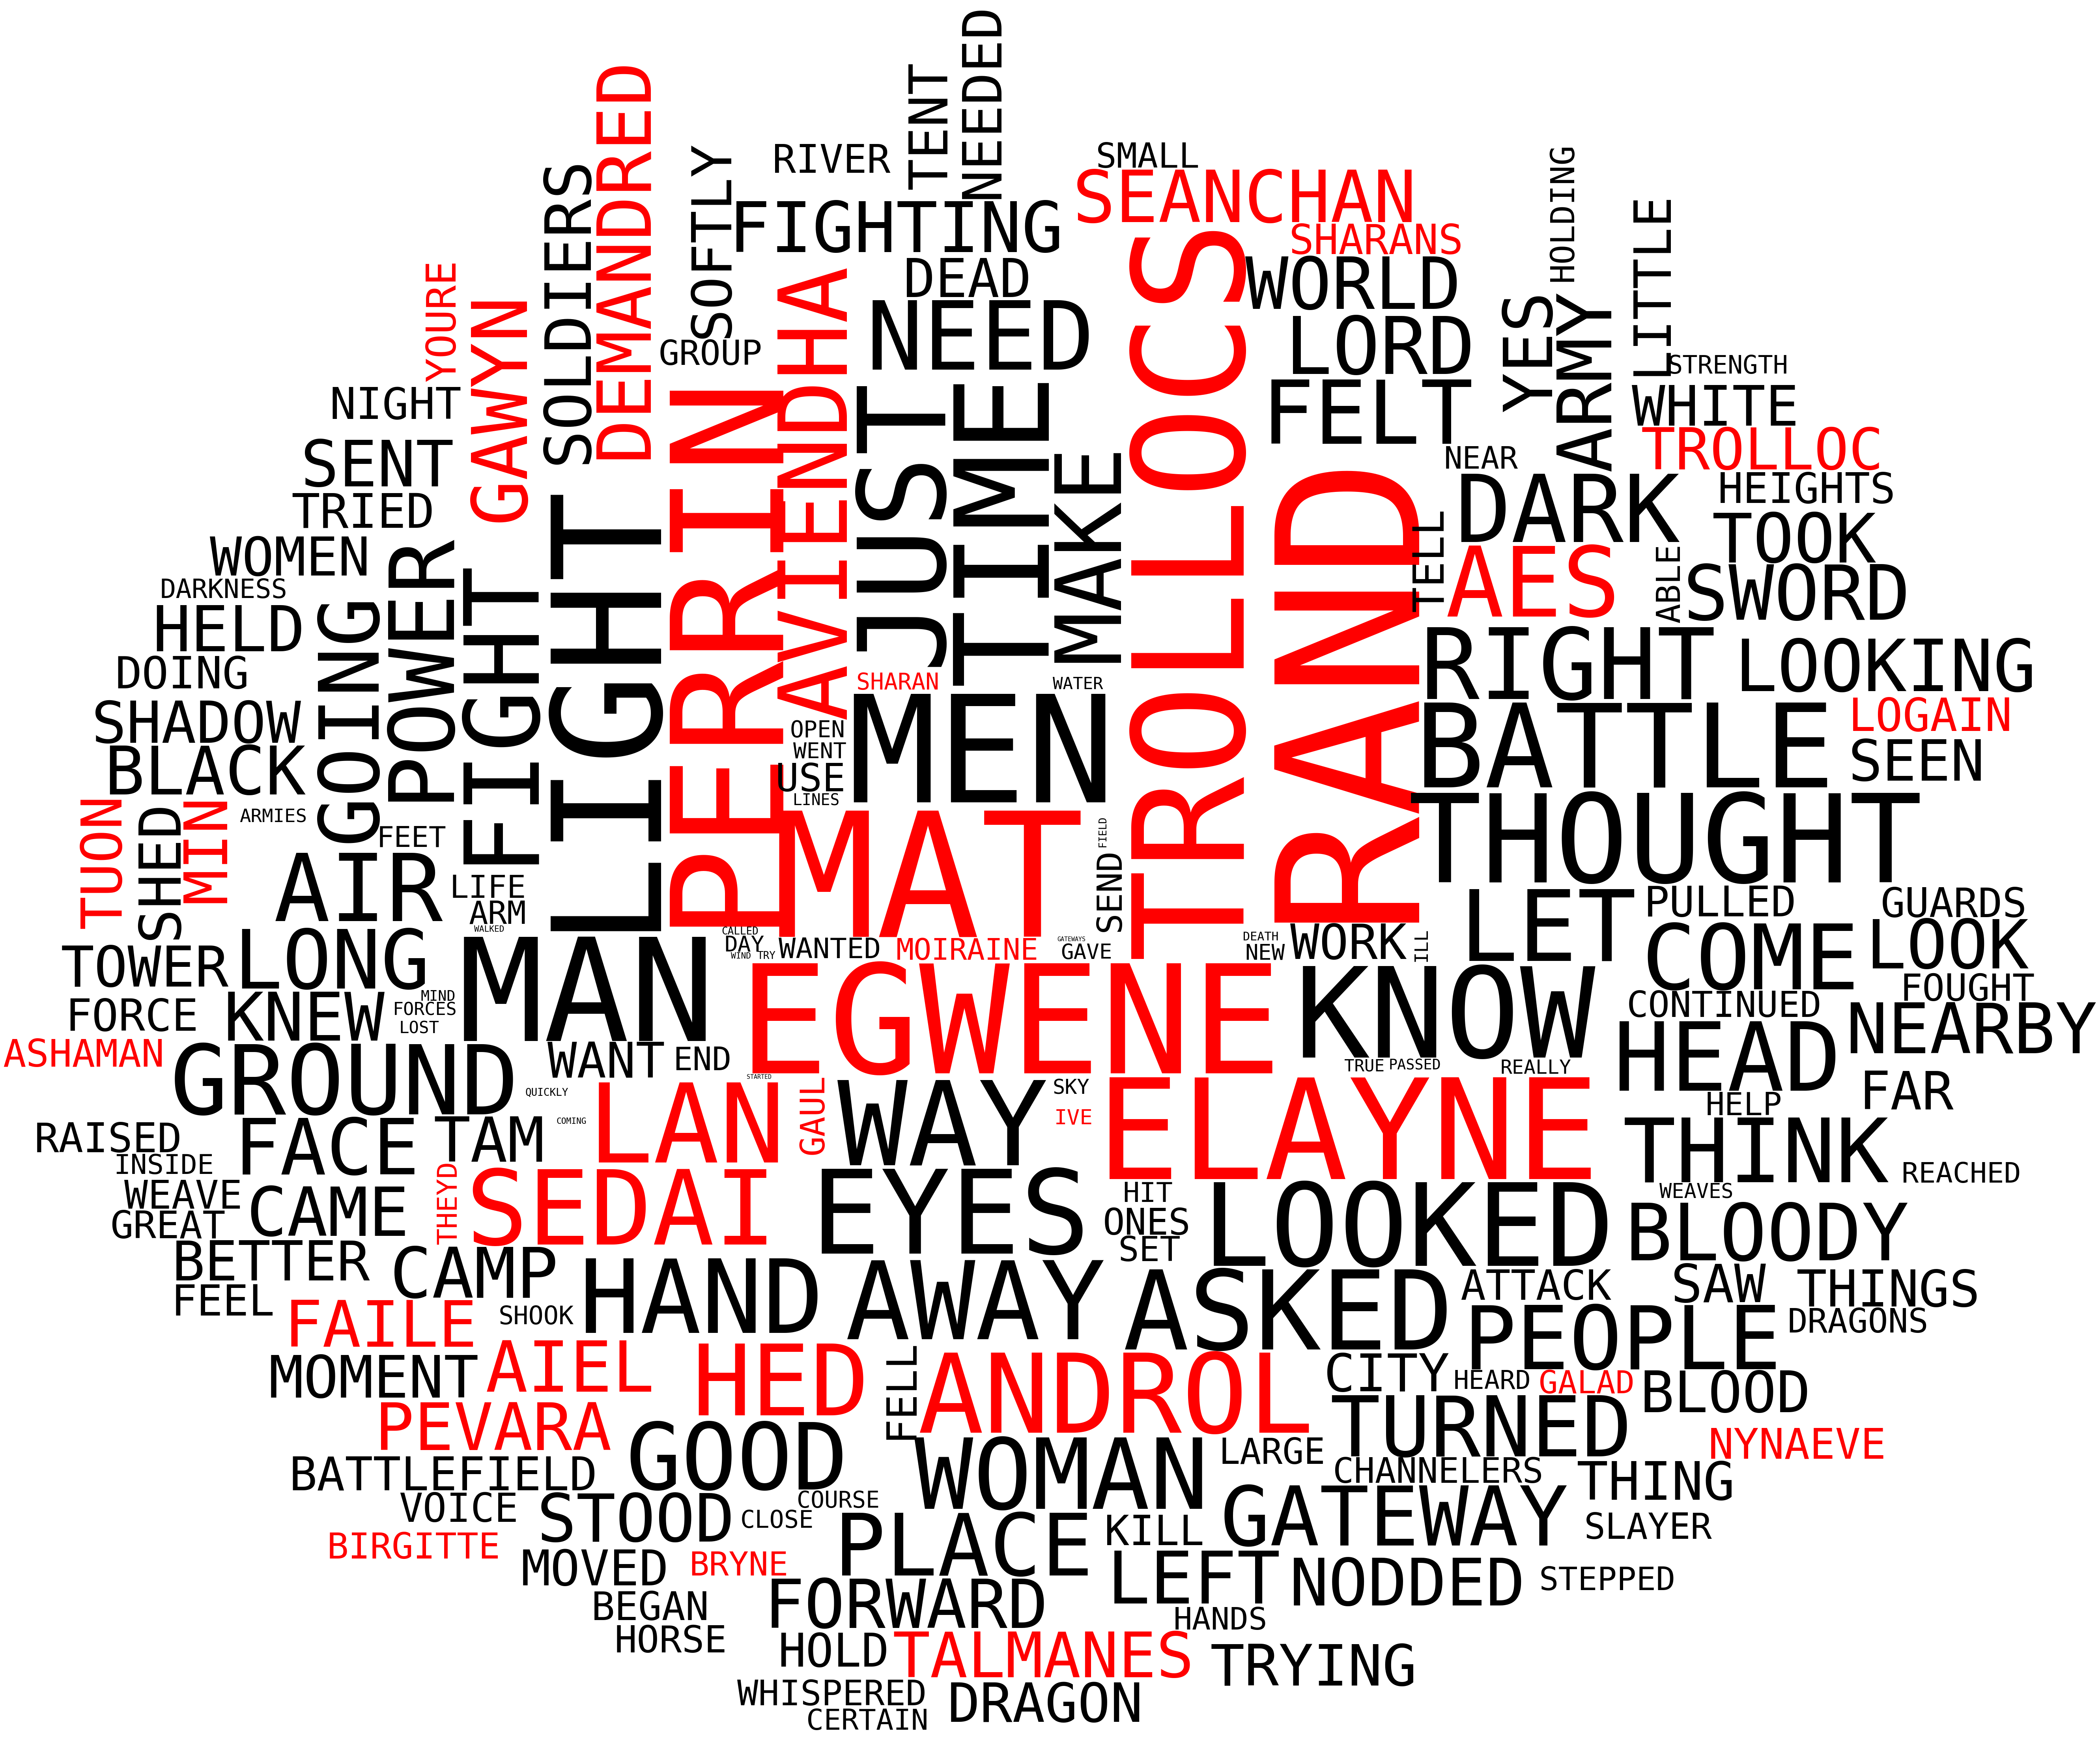 NEEDED
TENT
DEMANDRED
RIVER
SMALL
SOFTLY
HOLDING
SOLDIERS
SEANCHAN
FIGHTING
LITTLE
SHARANS
YOURE
DEAD
WORLD
AVIENDHA
TROLLOCS
GAWYN
YES
ARMY
NEED
LORD
GROUP
STRENGTH
NIGHT
PERRIN
JUST
TIME
FELT
WHITE
TROLLOC
SENT
MAKE
NEAR
RAND
DARK
HEIGHTS
TRIED
LIGHT
TELL
TOOK
WOMEN
POWER
AES
ABLE
SWORD
DARKNESS
FIGHT
HELD
GOING
RIGHT
LOOKING
DOING
SHARAN
WATER
SHADOW
MEN
BATTLE
LOGAIN
OPEN
WENT
SEEN
BLACK
USE
LINES
THOUGHT
TUON
SHED
MIN
ARMIES
MAT
FIELD
FEET
AIR
LIFE
SEND
LET
PULLED
GUARDS
ARM
WALKED
CALLED
TOWER
LONG
MAN
DAY
WIND
TRY
WANTED
MOIRAINE
GATEWAYS
GAVE
DEATH
NEW
WORK
ILL
COME
LOOK
EGWENE
KNOW
FORCE
KNEW
MIND
FORCES
LOST
CONTINUED
FOUGHT
NEARBY
ASHAMAN
GROUND
WANT
END
STARTED
TRUE
PASSED
REALLY
HEAD
QUICKLY
LAN
GAUL
WAY
SKY
IVE
ELAYNE
FAR
HELP
RAISED
FACE
TAM
COMING
THINK
INSIDE
THEYD
SEDAI
EYES
HIT
REACHED
WEAVE
CAME
ONES
LOOKED
WEAVES
GREAT
SET
BLOODY
BETTER
CAMP
HAND
AWAY
ASKED
ATTACK
SAW
THINGS
FEEL
FAILE
SHOOK
PEOPLE
DRAGONS
MOMENT
AIEL
HED
FELL
ANDROL
CITY
HEARD
GALAD
BLOOD
PEVARA
GOOD
TURNED
NYNAEVE
BATTLEFIELD
WOMAN
LARGE
CHANNELERS
THING
VOICE
STOOD
CLOSE
COURSE
PLACE
KILL
GATEWAY
SLAYER
BIRGITTE
MOVED
BRYNE
LEFT
NODDED
STEPPED
BEGAN
FORWARD
HANDS
HORSE
HOLD
TALMANES
TRYING
WHISPERED
DRAGON
CERTAIN